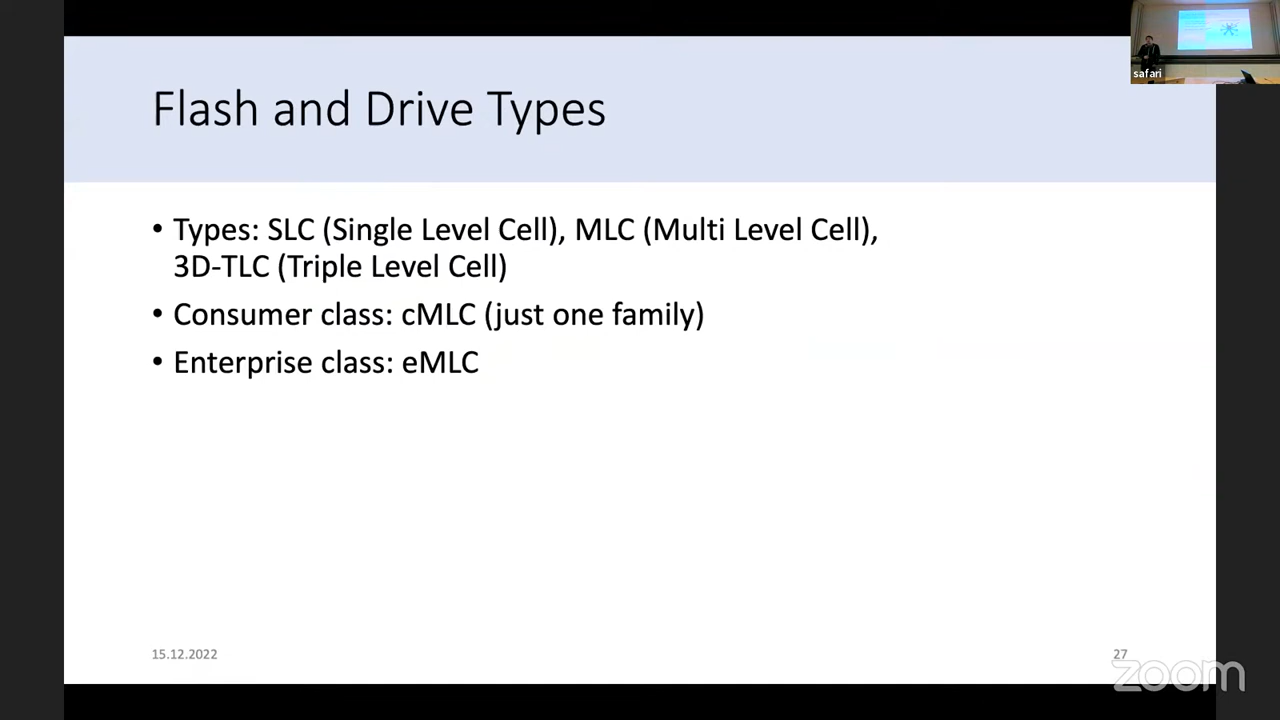 Flash and Drive Types
safari
• Types: SLC (Single Level Cell), MLC (Multi Level Cell),
3D-TLC (Triple Level Cell)
• Consumer class: cMLC (just one family)
• Enterprise class: eMLC
15.12.2022
27
zoom